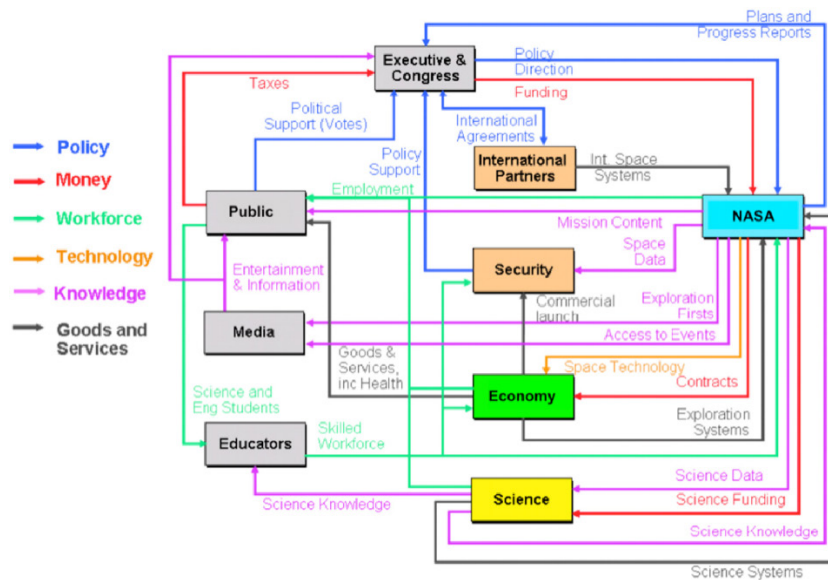 Plans and
Progress Reports
Executive &
Congress
Policy
Direction
Funding
Taxes
Political
Support (Votes)
International
Agreements
Policy
Support
International
Partners
Int. Space
Systems
Policy
Money
Workforce
Technology
Knowledge
Goods and
Services
Employment
Public
NASA
Mission Content
Space
Data
Security
Entertainment
& Information
Commercial
launch
Exploration
Firsts
Media
Access to Events
Goods &
Services,
inc Health
Space Technology
Contracts
Economy
Science and
Eng Students
Skilled
Workforce
Exploration
Systems
Educators
Science Data
Science Knowledge
Science
Science Funding
Science Knowledge
Science Systems